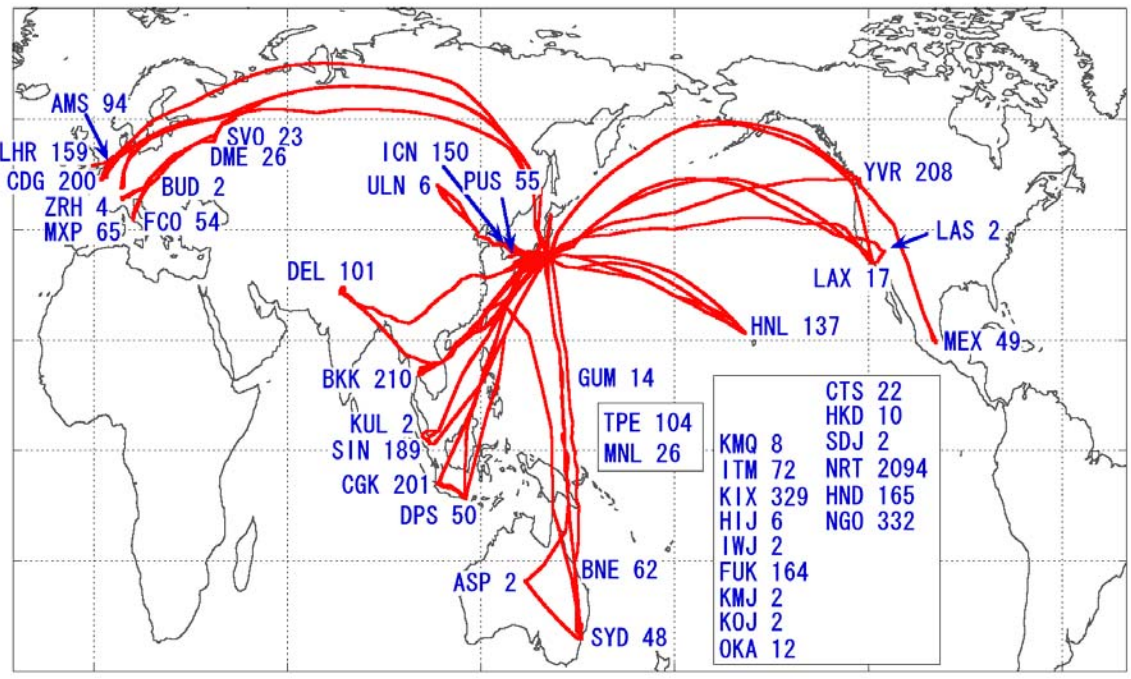 AMS 94
LHR 159
CDG 200
ZRH 4
MXP 65
SVO 23
DME 26
BUD 2
FCO 54
ICN 150
ULN 6
PUS 55
YVR 208
LAS 2
LAX 17
DEL 101
HNL 137
MEX 49
BKK 210
GUM 14
KUL 2
SIN 189
CGK 201
DPS 50
TPE 104
MNL 26
ASP 2
BNE 62
SYD 48
KMQ 8
ITM 72
KIX 329
HIJ 6
IWJ 2
FUK 164
KMJ 2
KOJ 2
OKA 12
CTS 22
HKD 10
SDJ 2
NRT 2094
HND 165
NGO 332